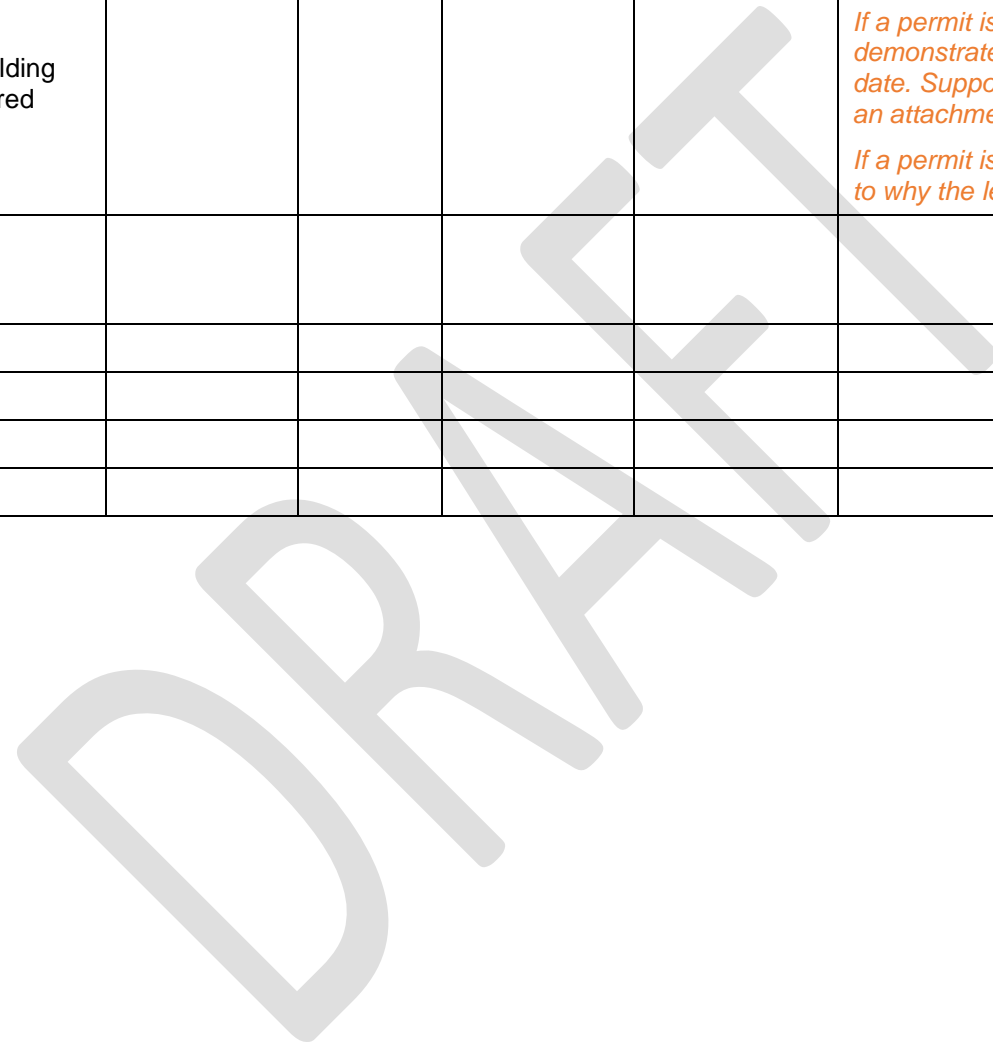 If a permit is
demonstrate
date. Suppo
an attachme
If a permit is
to why the le
lding
red
DRAFT